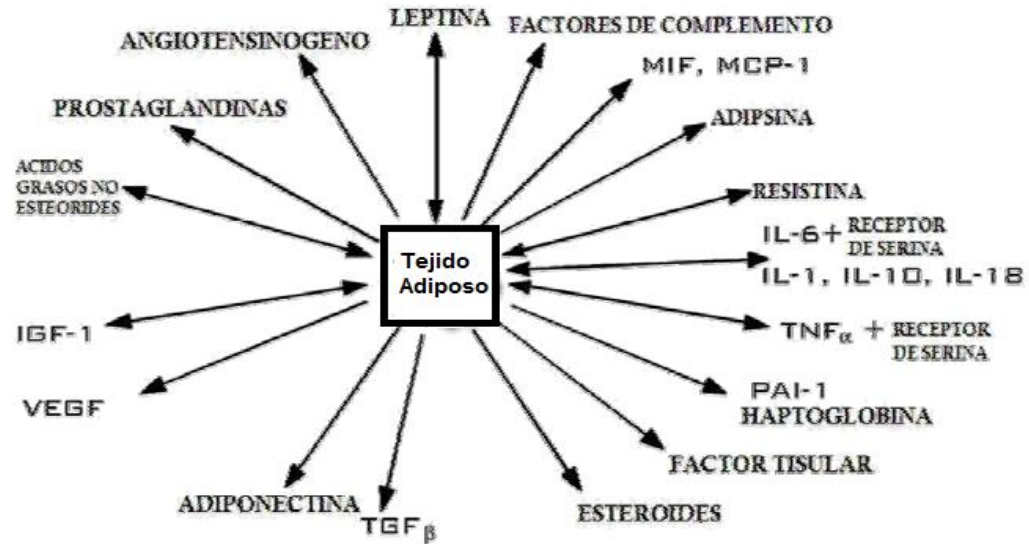 LEPTINA
FACTORES DE COMPLEMENTO
ANGIOTENSINOGENO
MIF, MCP-1
PROSTAGLANDINAS
ADIPSINA
ACIDOS
GRASOS NO
ESTEORIDES
RESISTINA
IL-6+ RECEPTOR
DE SERINA
IL-1, IL-10, IL-18
Tejido
Adiposo
IGF-1
TNFα + RECEPTOR
DE SERINA
VEGF
PAI-1
HAPTOGLOBINA
FACTOR TISULAR
ADIPONECTINA
TGFβ
ESTEROIDES